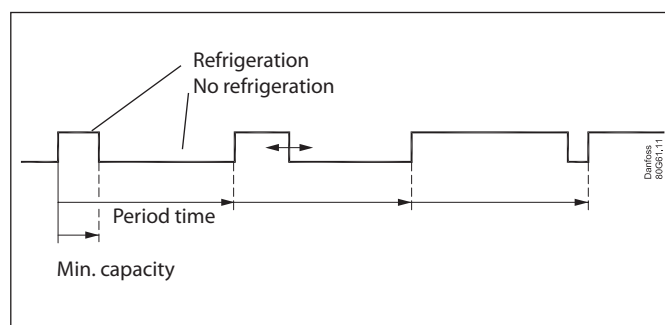 Refrigeration
No refrigeration
Period time
Min. capacity
Danfoss
80G61.11